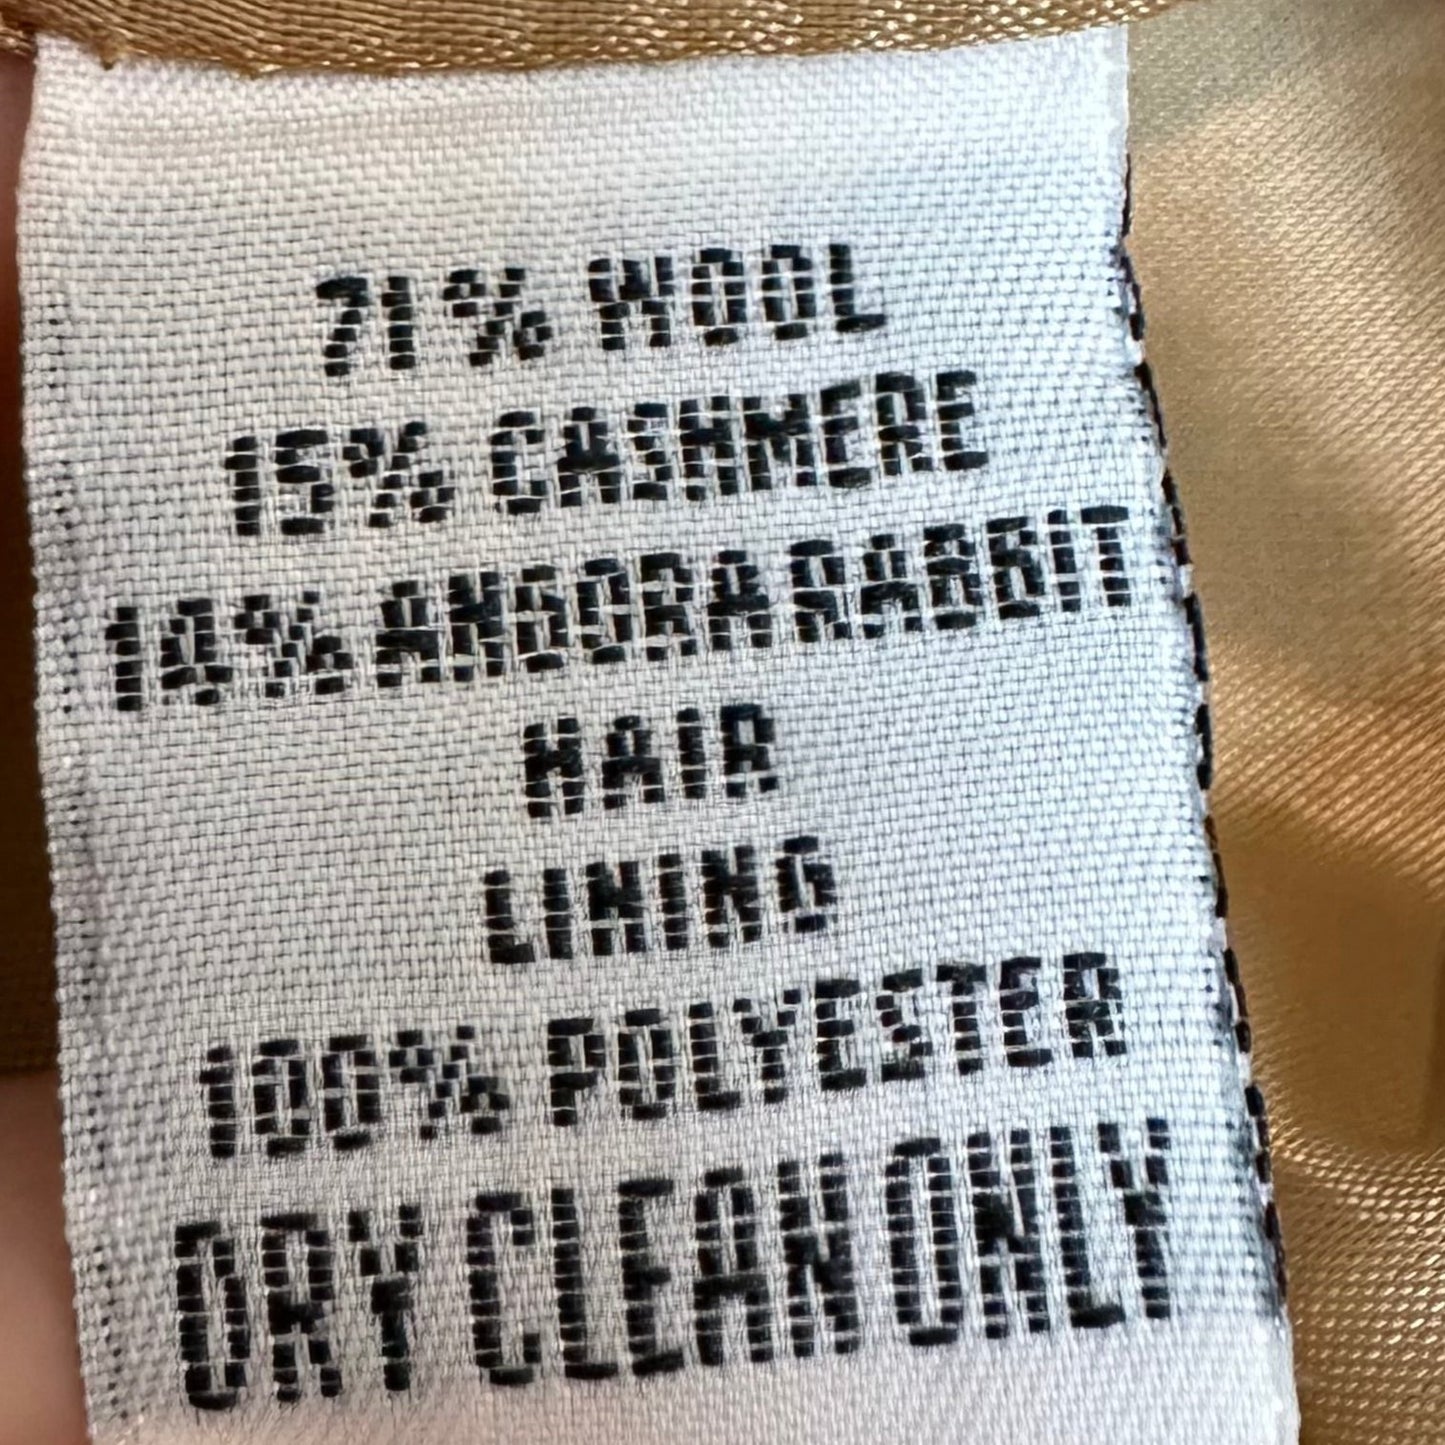 71% WOOL
15% CASHMERE
14% ANGORA RABBIT
HAIR
LINING
100% POLYESTER
DRY CLEAN ONLY